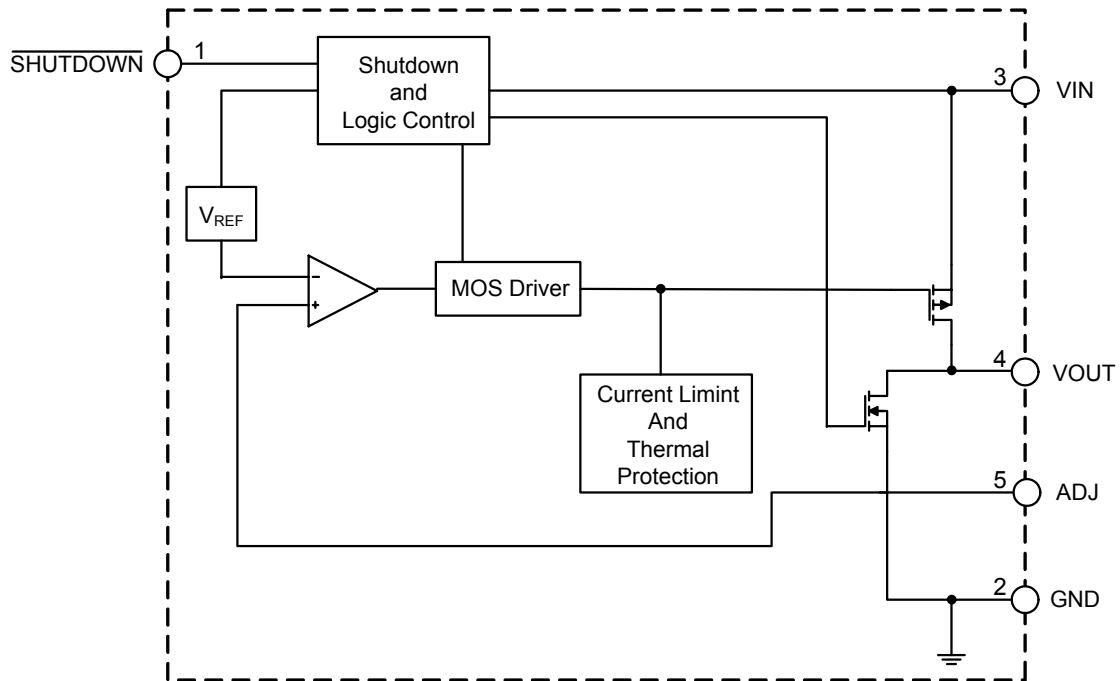 SHUTDOWN
1
Shutdown
and
Logic Control
3
VIN
VREF
-
+
MOS Driver
4
VOUT
Current Limint
And
Thermal
Protection
5
ADJ
2
GND